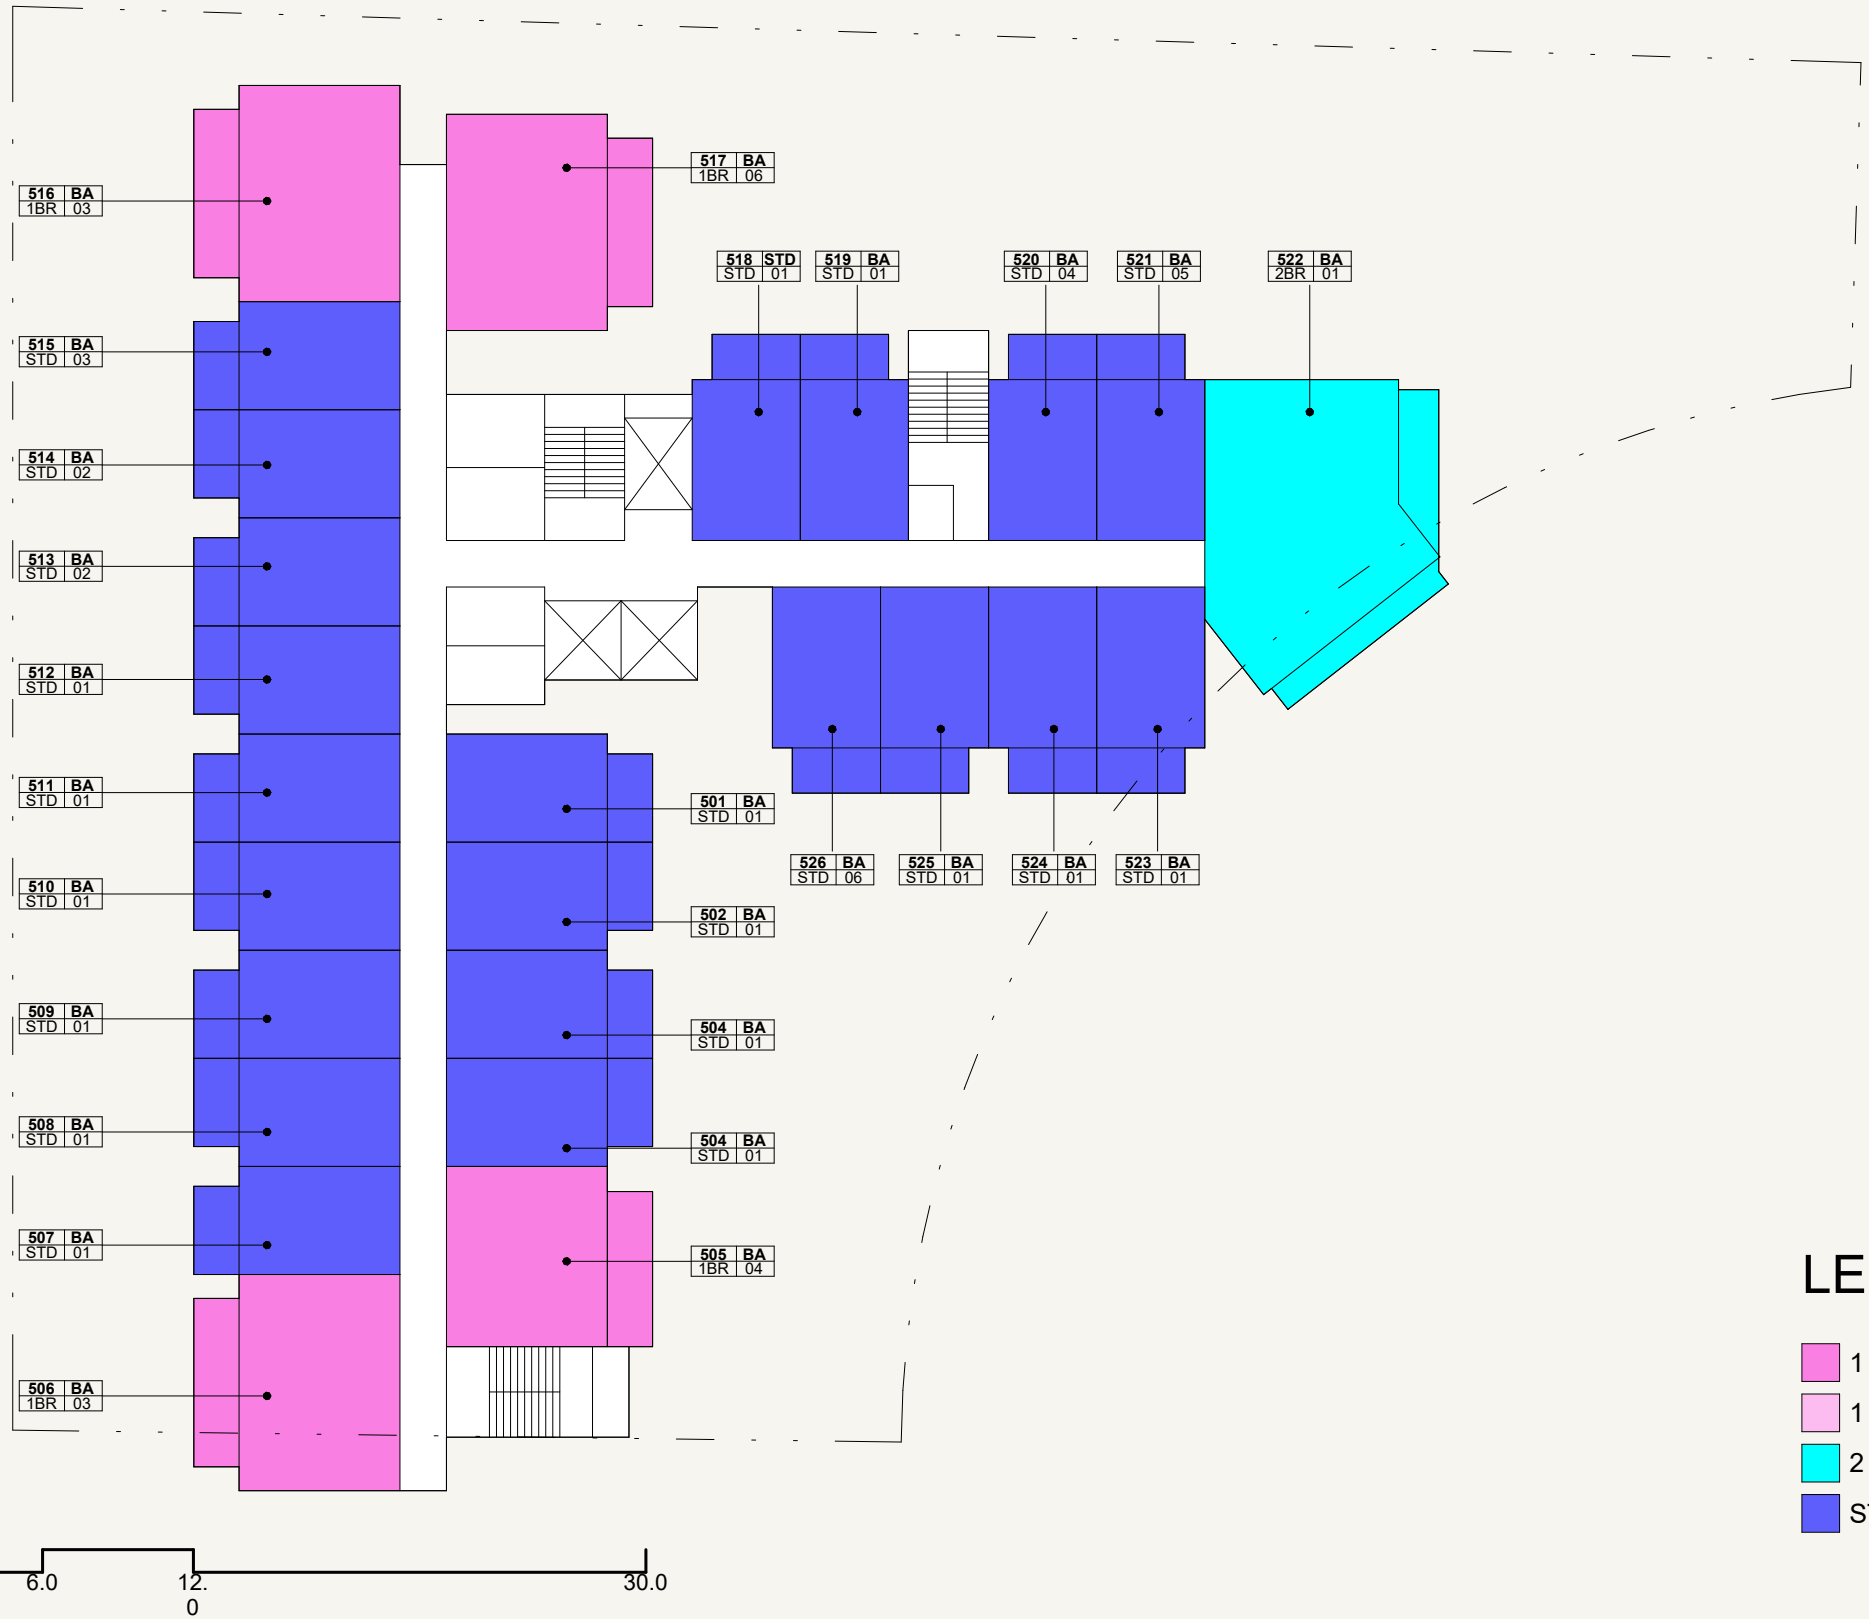 517 BA
1BR 06
516 BA
1BR 03
518 STD
STD 01
519 BA
STD 01
520 BA
STD 04
521 BA
STD 05
522 BA
2BR 01
515 BA
STD 03
514 BA
STD 02
513 BA
STD 02
512 BA
STD 01
511 BA
STD 01
501 BA
STD 01
526 BA
STD 06
525 BA
STD 01
524 BA
STD 01
523 BA
STD 01
510 BA
STD 01
502 BA
STD 01
509 BA
STD 01
504 BA
STD 01
508 BA
STD 01
504 BA
STD 01
507 BA
STD 01
505 BA
1BR 04
506 BA
1BR 03
LE
1
1
2
ST
6.0
12.
0
30.0